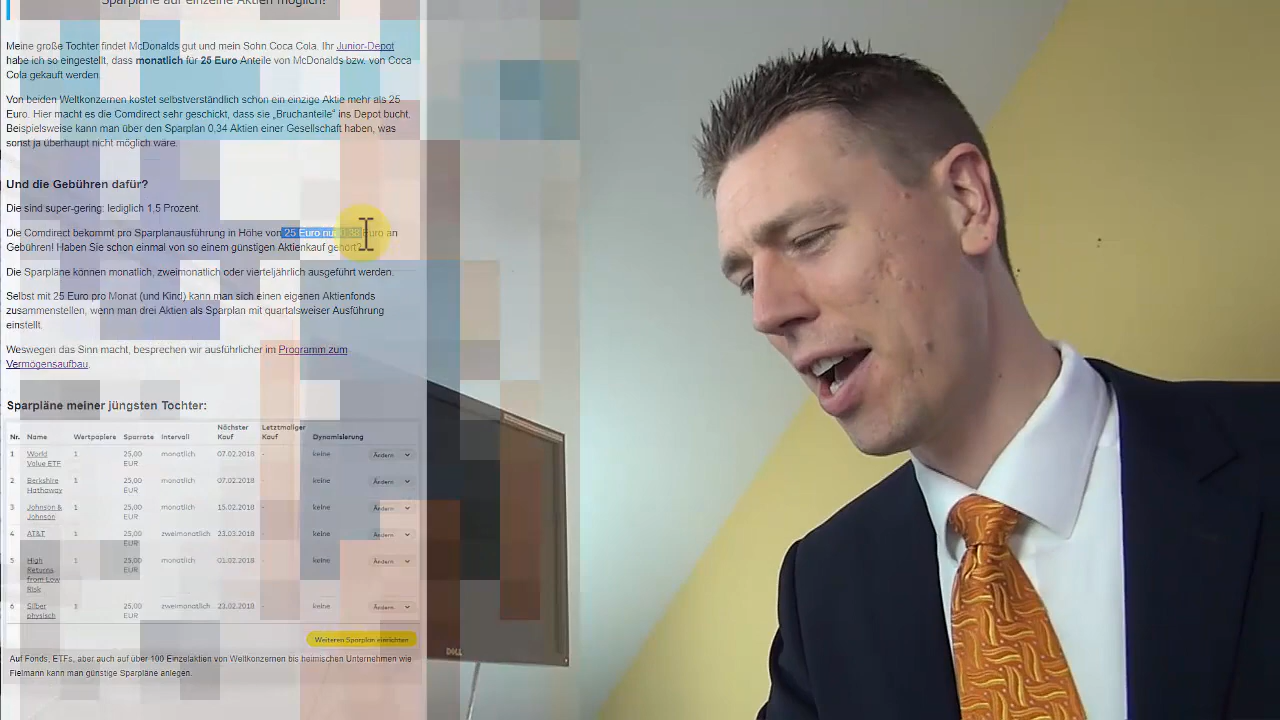 Sparpläne auf einzelne Aktien möglich?
Meine große Tochter findet McDonalds gut und mein Sohn Coca Cola. Ihr Junior-Depot
habe ich so eingestellt, dass monatlich für 25 Euro Anteile von McDonalds bzw. von Coca
Cola gekauft werden.
Von beiden Weltkonzernen kostet selbstverständlich schon ein einzige Aktie mehr als 25
Euro. Hier macht es die Comdirect sehr geschickt, dass sie „Bruchanteile" ins Depot bucht.
Beispielsweise kann man über den Sparplan 0,34 Aktien einer Gesellschaft haben, was
sonst ja überhaupt nicht möglich wäre.
Und die Gebühren dafür?
Die sind super-gering: lediglich 1,5 Prozent.
Die Comdirect bekommt pro Sparplanausführung in Höhe von 25 Euro nur Euro an
Gebühren! Haben Sie schon einmal von so einem günstigen Aktienkauf gehört?
Die Sparpläne können monatlich, zweimonatlich oder vierteljährlich ausgeführt werden.
Selbst mit 25 Euro pro Monat (und Kind) kann man sich einen eigenen Aktienfonds
zusammenstellen, wenn man drei Aktien als Sparplan mit quartalsweiser Ausführung
einstellt.
Weswegen das Sinn macht, besprechen wir ausführlicher im Programm zum
Vermögensaufbau.
Sparpläne meiner jüngsten Tochter:
Nr. Name Wertpapiere Sparrate Intervall Nächster Kauf Letztmaliger Kauf Dynamisierung
1 World Value ETF 1 25,00 EUR monatlich 07.02.2018 - keine Ändern
2 Berkshire Hathaway 1 25,00 EUR monatlich 07.02.2018 - keine Ändern
3 Johnson & Johnson 1 25,00 EUR monatlich 15.02.2018 - keine Ändern
4 AT&T 1 25,00 EUR zweimonatlich 23.03.2018 - keine Ändern
5 High Returns from Low Risk 1 25,00 EUR monatlich 01.02.2018 - keine Ändern
6 Silber physisch 1 25,00 EUR zweimonatlich 23.02.2018 - keine Ändern
Weiteren Sparplan einrichten
Auf Fonds, ETFs, aber auch auf über 100 Einzelaktien von Weltkonzernen bis heimischen Unternehmen wie
Fielmann kann man günstige Sparpläne anlegen.
DELL